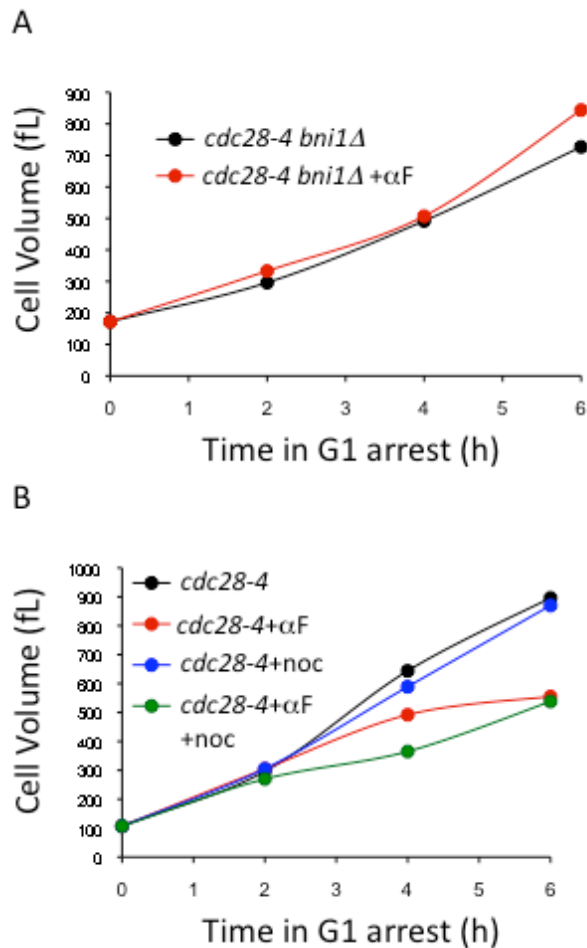 A
Cell Volume (fL)
900
800
700
600
500
400
300
200
100
0
cdc28-4 bni1Δ
cdc28-4 bni1Δ +αF
0 1 2 3 4 5 6
Time in G1 arrest (h)
B
Cell Volume (fL)
1000
900
800
700
600
500
400
300
200
100
0
cdc28-4
cdc28-4+αF
cdc28-4+noc
cdc28-4+αF
+noc
0 1 2 3 4 5 6
Time in G1 arrest (h)